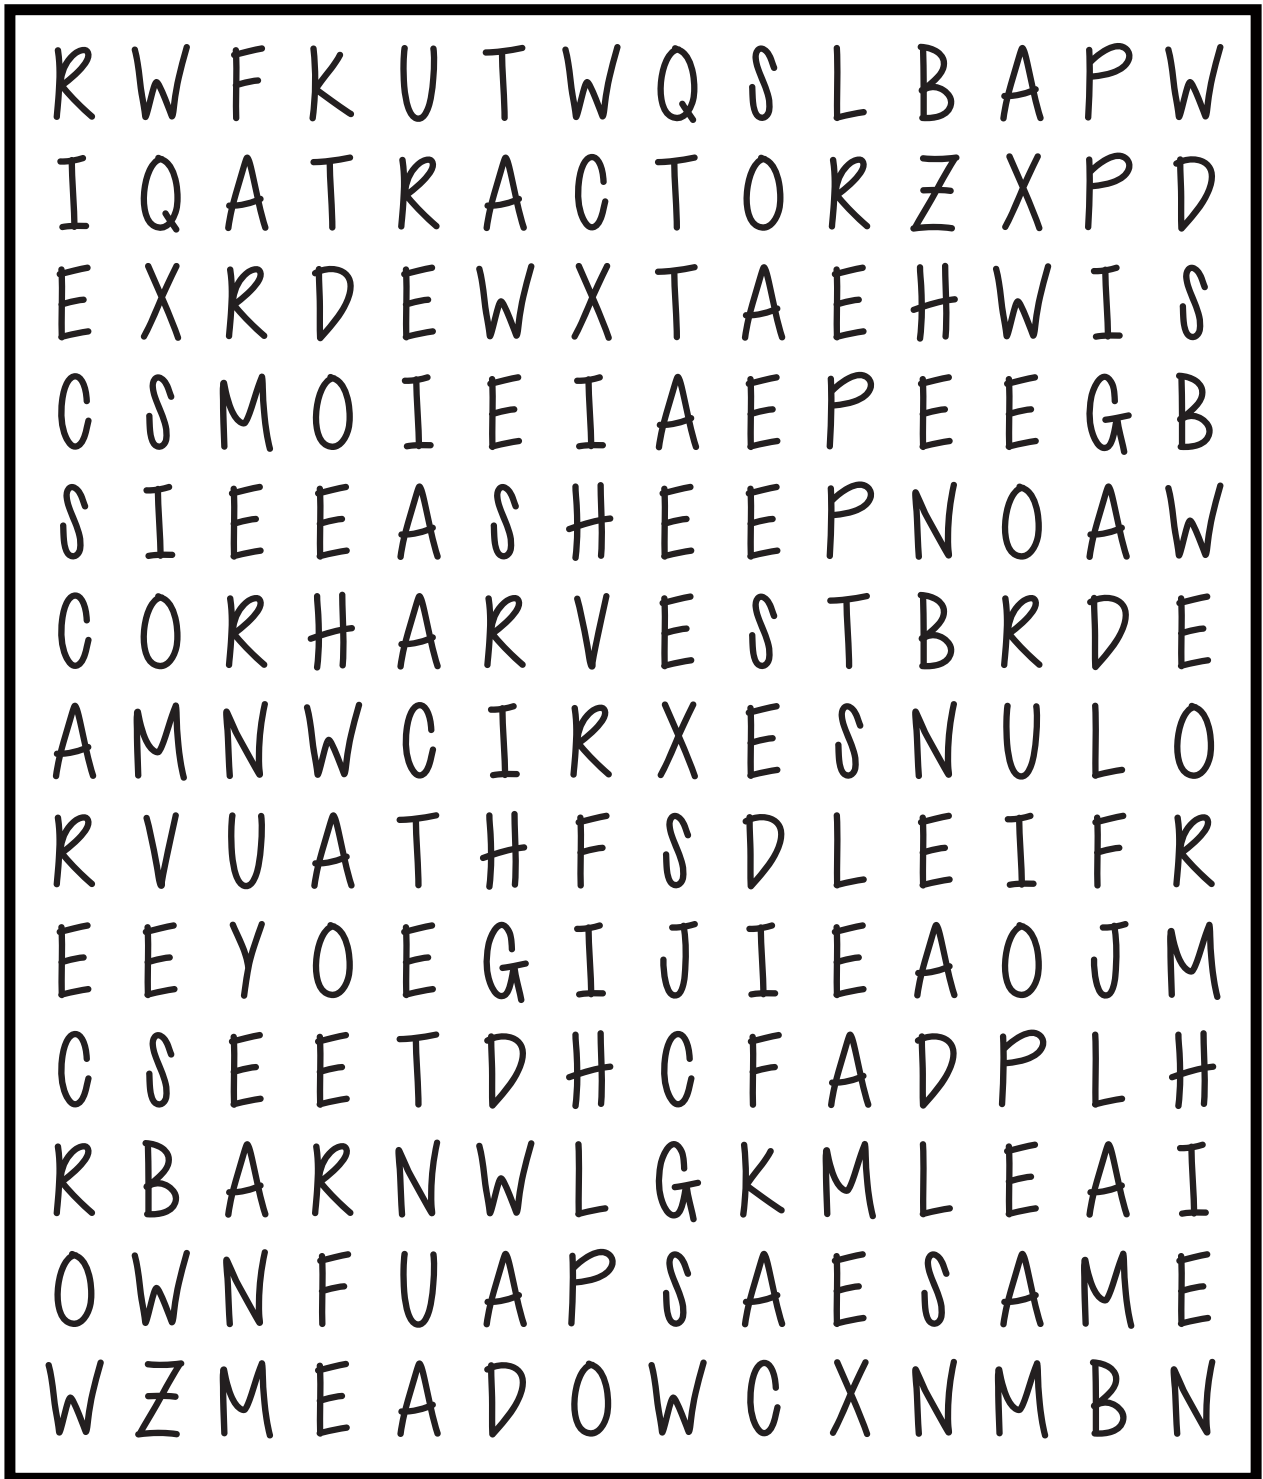 R W F K U T W Q S L B A P W
I Q A T R A C T O R Z X P D
E X R D E W X T A E H W I S
C S M O I E I A E P E E G B
S I E E A S H E E P N O A W
C O R H A R V E S T B R D E
A M N W C I R X E S N U L O
R V U A T H F S D L E I F R
E E Y O E G I J I E A O J M
C S E E T D H C F A D P L H
R B A R N W L G K M L E A I
O W N F U A P S A E S A M E
W Z M E A D O W C X N M B N